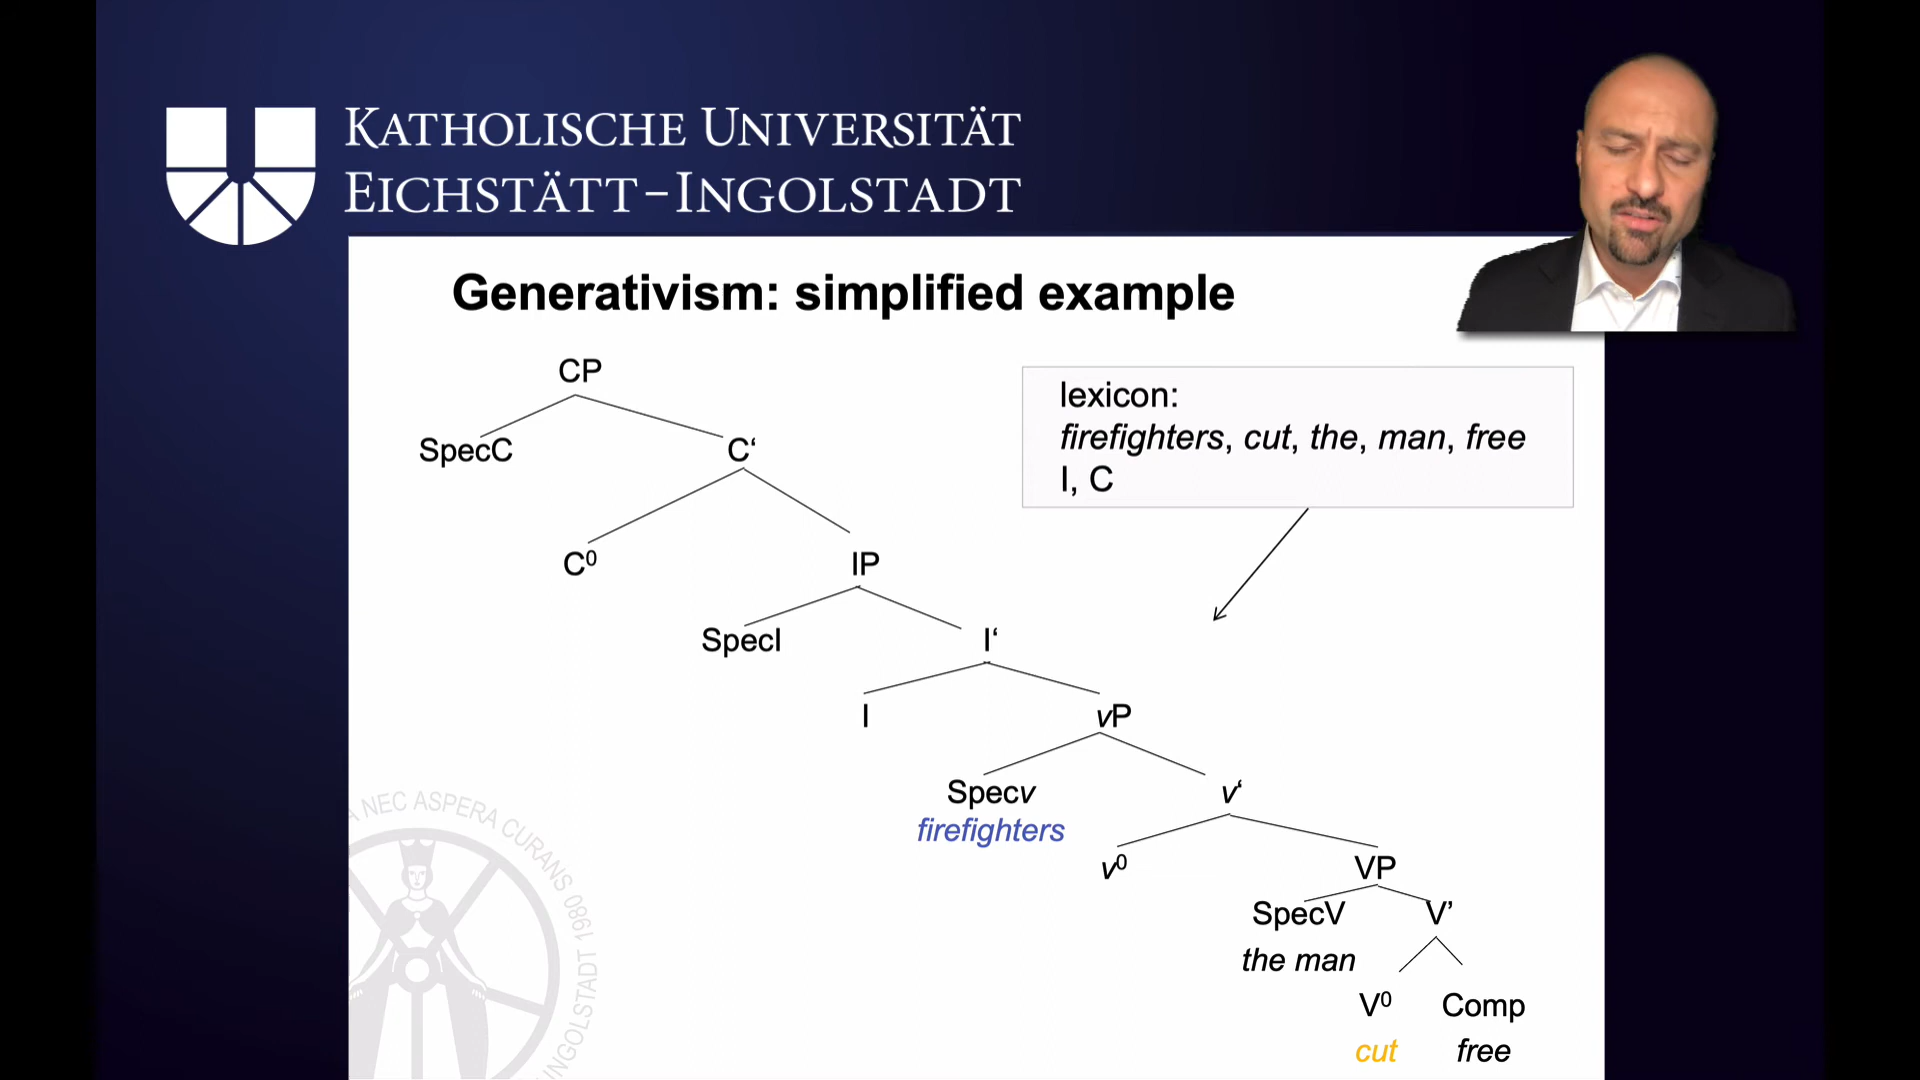 KATHOLISCHE UNIVERSITÄT
EICHSTÄTT-INGOLSTADT
Generativism: simplified example
CP
lexicon:
firefighters, cut, the, man, free
I, C
SpecC C‘
C⁰ IP
SpecI I‘
I vP
Specv v‘
firefighters
v⁰ VP
SpecV V’
the man
V⁰ Comp
cut free
A NEC ASPERA CURANS 1980
INGOLSTADT